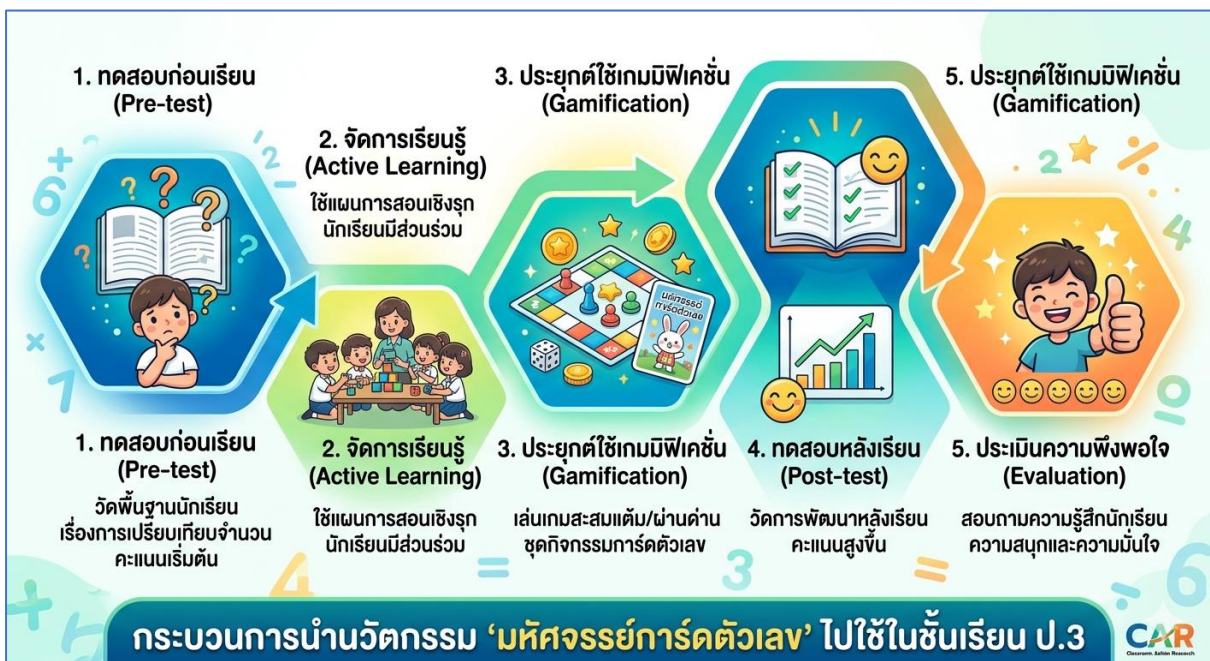 1. ทดสอบก่อนเรียน
(Pre-test)
2. จัดการเรียนรู้
(Active Learning)
ใช้แผนการสอนเชิงรุก
นักเรียนมีส่วนร่วม
3. ประยุกต์ใช้เกมมิฟิเคชั่น
(Gamification)
5. ประยุกต์ใช้เกมมิฟิเคชั่น
(Gamification)
1. ทดสอบก่อนเรียน
(Pre-test)
วัดพื้นฐานนักเรียน
เรื่องการเปรียบเทียบจำนวน
คะแนนเริ่มต้น
2. จัดการเรียนรู้
(Active Learning)
ใช้แผนการสอนเชิงรุก
นักเรียนมีส่วนร่วม
3. ประยุกต์ใช้เกมมิฟิเคชั่น
(Gamification)
เล่นเกมสะสมแต้ม/ผ่านด่าน
ชุดกิจกรรมการ์ดตัวเลข
4. ทดสอบหลังเรียน
(Post-test)
วัดการพัฒนาหลังเรียน
คะแนนสูงขึ้น
5. ประเมินความพึงพอใจ
(Evaluation)
สอบถามความรู้สึกนักเรียน
ความสนุกและความมั่นใจ
กระบวนการนำนวัตกรรม ‘มหัศจรรย์การ์ดตัวเลข’ ไปใช้ในชั้นเรียน ป.3
CAR
Classroom Action Research